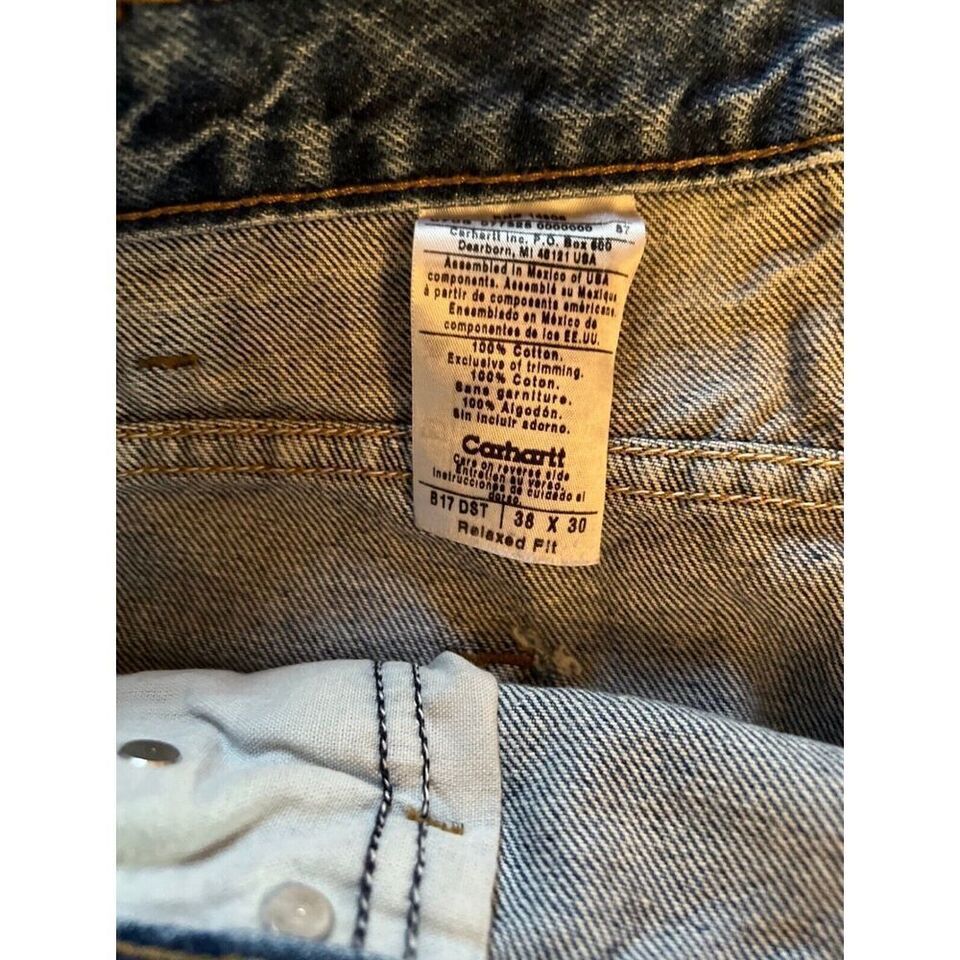 57
Carhartt Inc. P.O. Box 600
Dearborn, MI 48121 USA
Assembled in Mexico of USA
components. Assemblé au Mexique
à partir de composants américains.
Ensamblado en México de
componentes de los EE.UU.
100% Cotton.
Exclusive of trimming.
100% Coton.
Sans garniture.
100% Algodón.
Sin incluir adorno.
Carhartt
Care on reverse side
Entretien au verso.
Instrucciones de cuidado al
dorso.
B17 DST | 38 X 30
Relaxed Fit